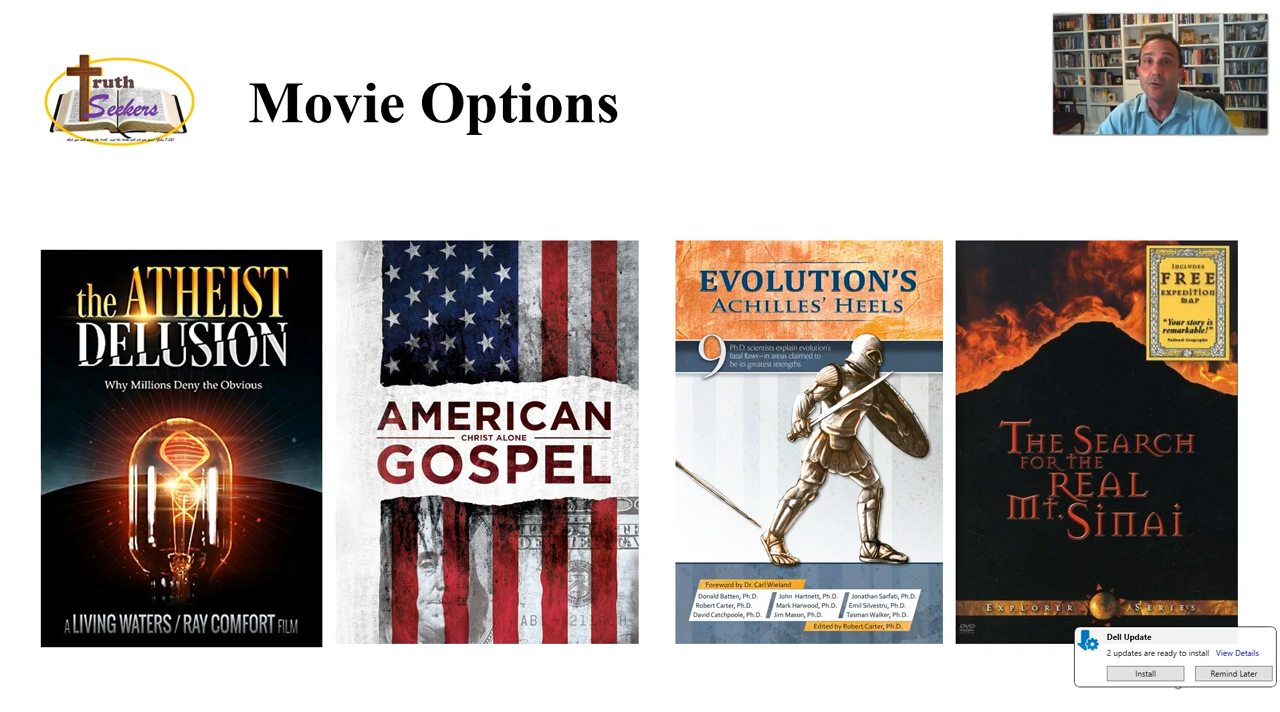 Truth
Seekers
Movie Options
the ATHEIST
DELUSION
Why Millions Deny the Obvious
A LIVING WATERS / RAY COMFORT FILM
AMERICAN
CHRIST ALONE
GOSPEL
EVOLUTION'S
ACHILLES' HEELS
9 Ph.D. scientists explain evolution's
fatal flaws—in areas claimed to
be its greatest strengths.
Foreword by Dr. Carl Wieland
Donald Batten, Ph.D.
Robert Carter, Ph.D.
David Catchpoole, Ph.D.
John Hartnett, Ph.D.
Mark Harwood, Ph.D.
Jim Mason, Ph.D.
Jonathan Sarfati, Ph.D.
Emil Silvestru, Ph.D.
Tasman Walker, Ph.D.
Edited by Robert Carter, Ph.D.
INCLUDES
FREE
EXPEDITION
MAP
"Your story is
remarkable!"
National Geographic
THE SEARCH
FOR THE
REAL
MT. SINAI
EXPLORER SERIES
DVD
Dell Update
2 updates are ready to install View Details
Install Remind Later